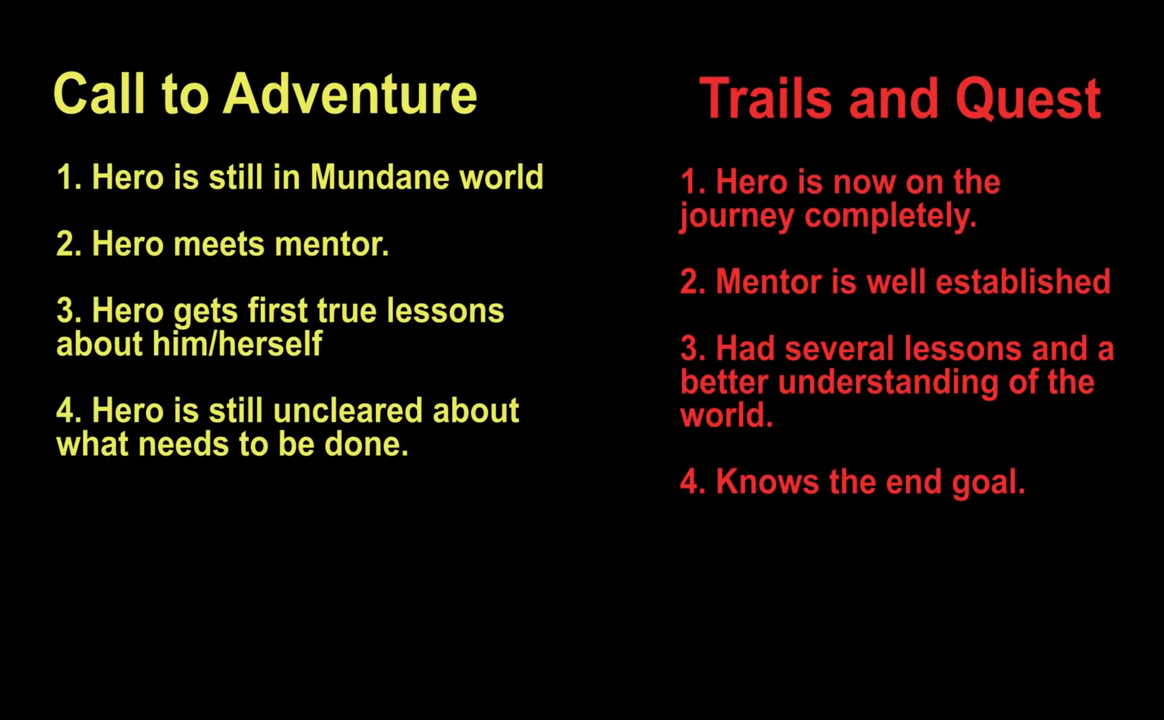 Call to Adventure
1. Hero is still in Mundane world
2. Hero meets mentor.
3. Hero gets first true lessons
about him/herself
4. Hero is still uncleared about
what needs to be done.
Trails and Quest
1. Hero is now on the
journey completely.
2. Mentor is well established
3. Had several lessons and a
better understanding of the
world.
4. Knows the end goal.